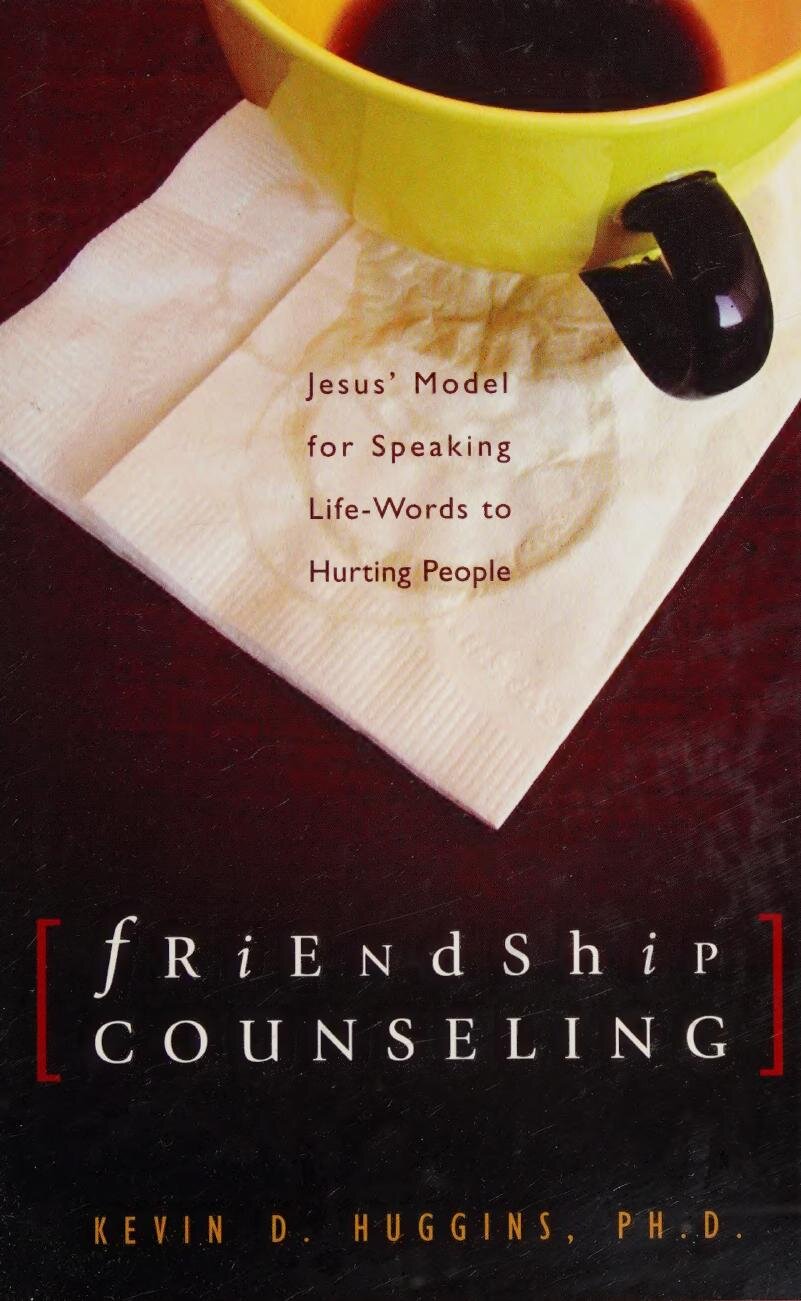 Jesus’ Model
for Speaking
Life-Words to
Hurting People
[ fRiENdShiP
COUNSELING ]
KEVIN D. HUGGINS, PH.D.